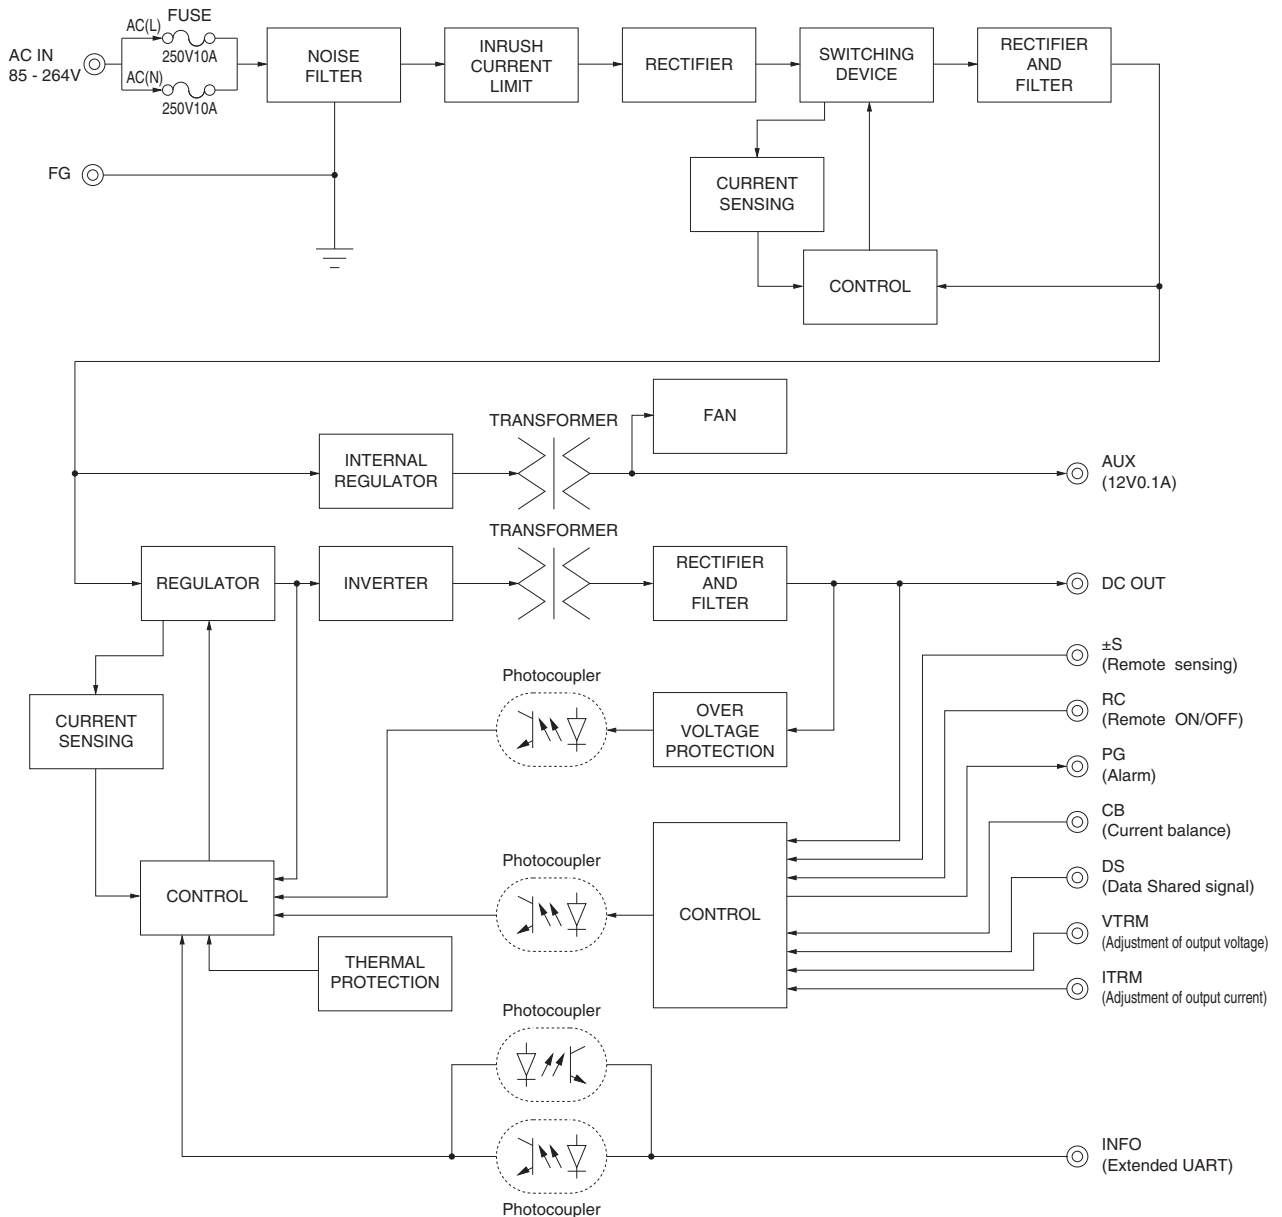 FUSE
AC(L)
AC IN
85 - 264V
250V10A
AC(N)
250V10A
NOISE
FILTER
INRUSH
CURRENT
LIMIT
RECTIFIER
SWITCHING
DEVICE
RECTIFIER
AND
FILTER
FG
CURRENT
SENSING
CONTROL
TRANSFORMER
FAN
INTERNAL
REGULATOR
AUX
(12V0.1A)
TRANSFORMER
REGULATOR
INVERTER
RECTIFIER
AND
FILTER
DC OUT
±S
(Remote sensing)
Photocoupler
CURRENT
SENSING
OVER
VOLTAGE
PROTECTION
RC
(Remote ON/OFF)
PG
(Alarm)
CB
(Current balance)
Photocoupler
CONTROL
CONTROL
DS
(Data Shared signal)
VTRM
(Adjustment of output voltage)
THERMAL
PROTECTION
ITRM
(Adjustment of output current)
Photocoupler
INFO
(Extended UART)
Photocoupler